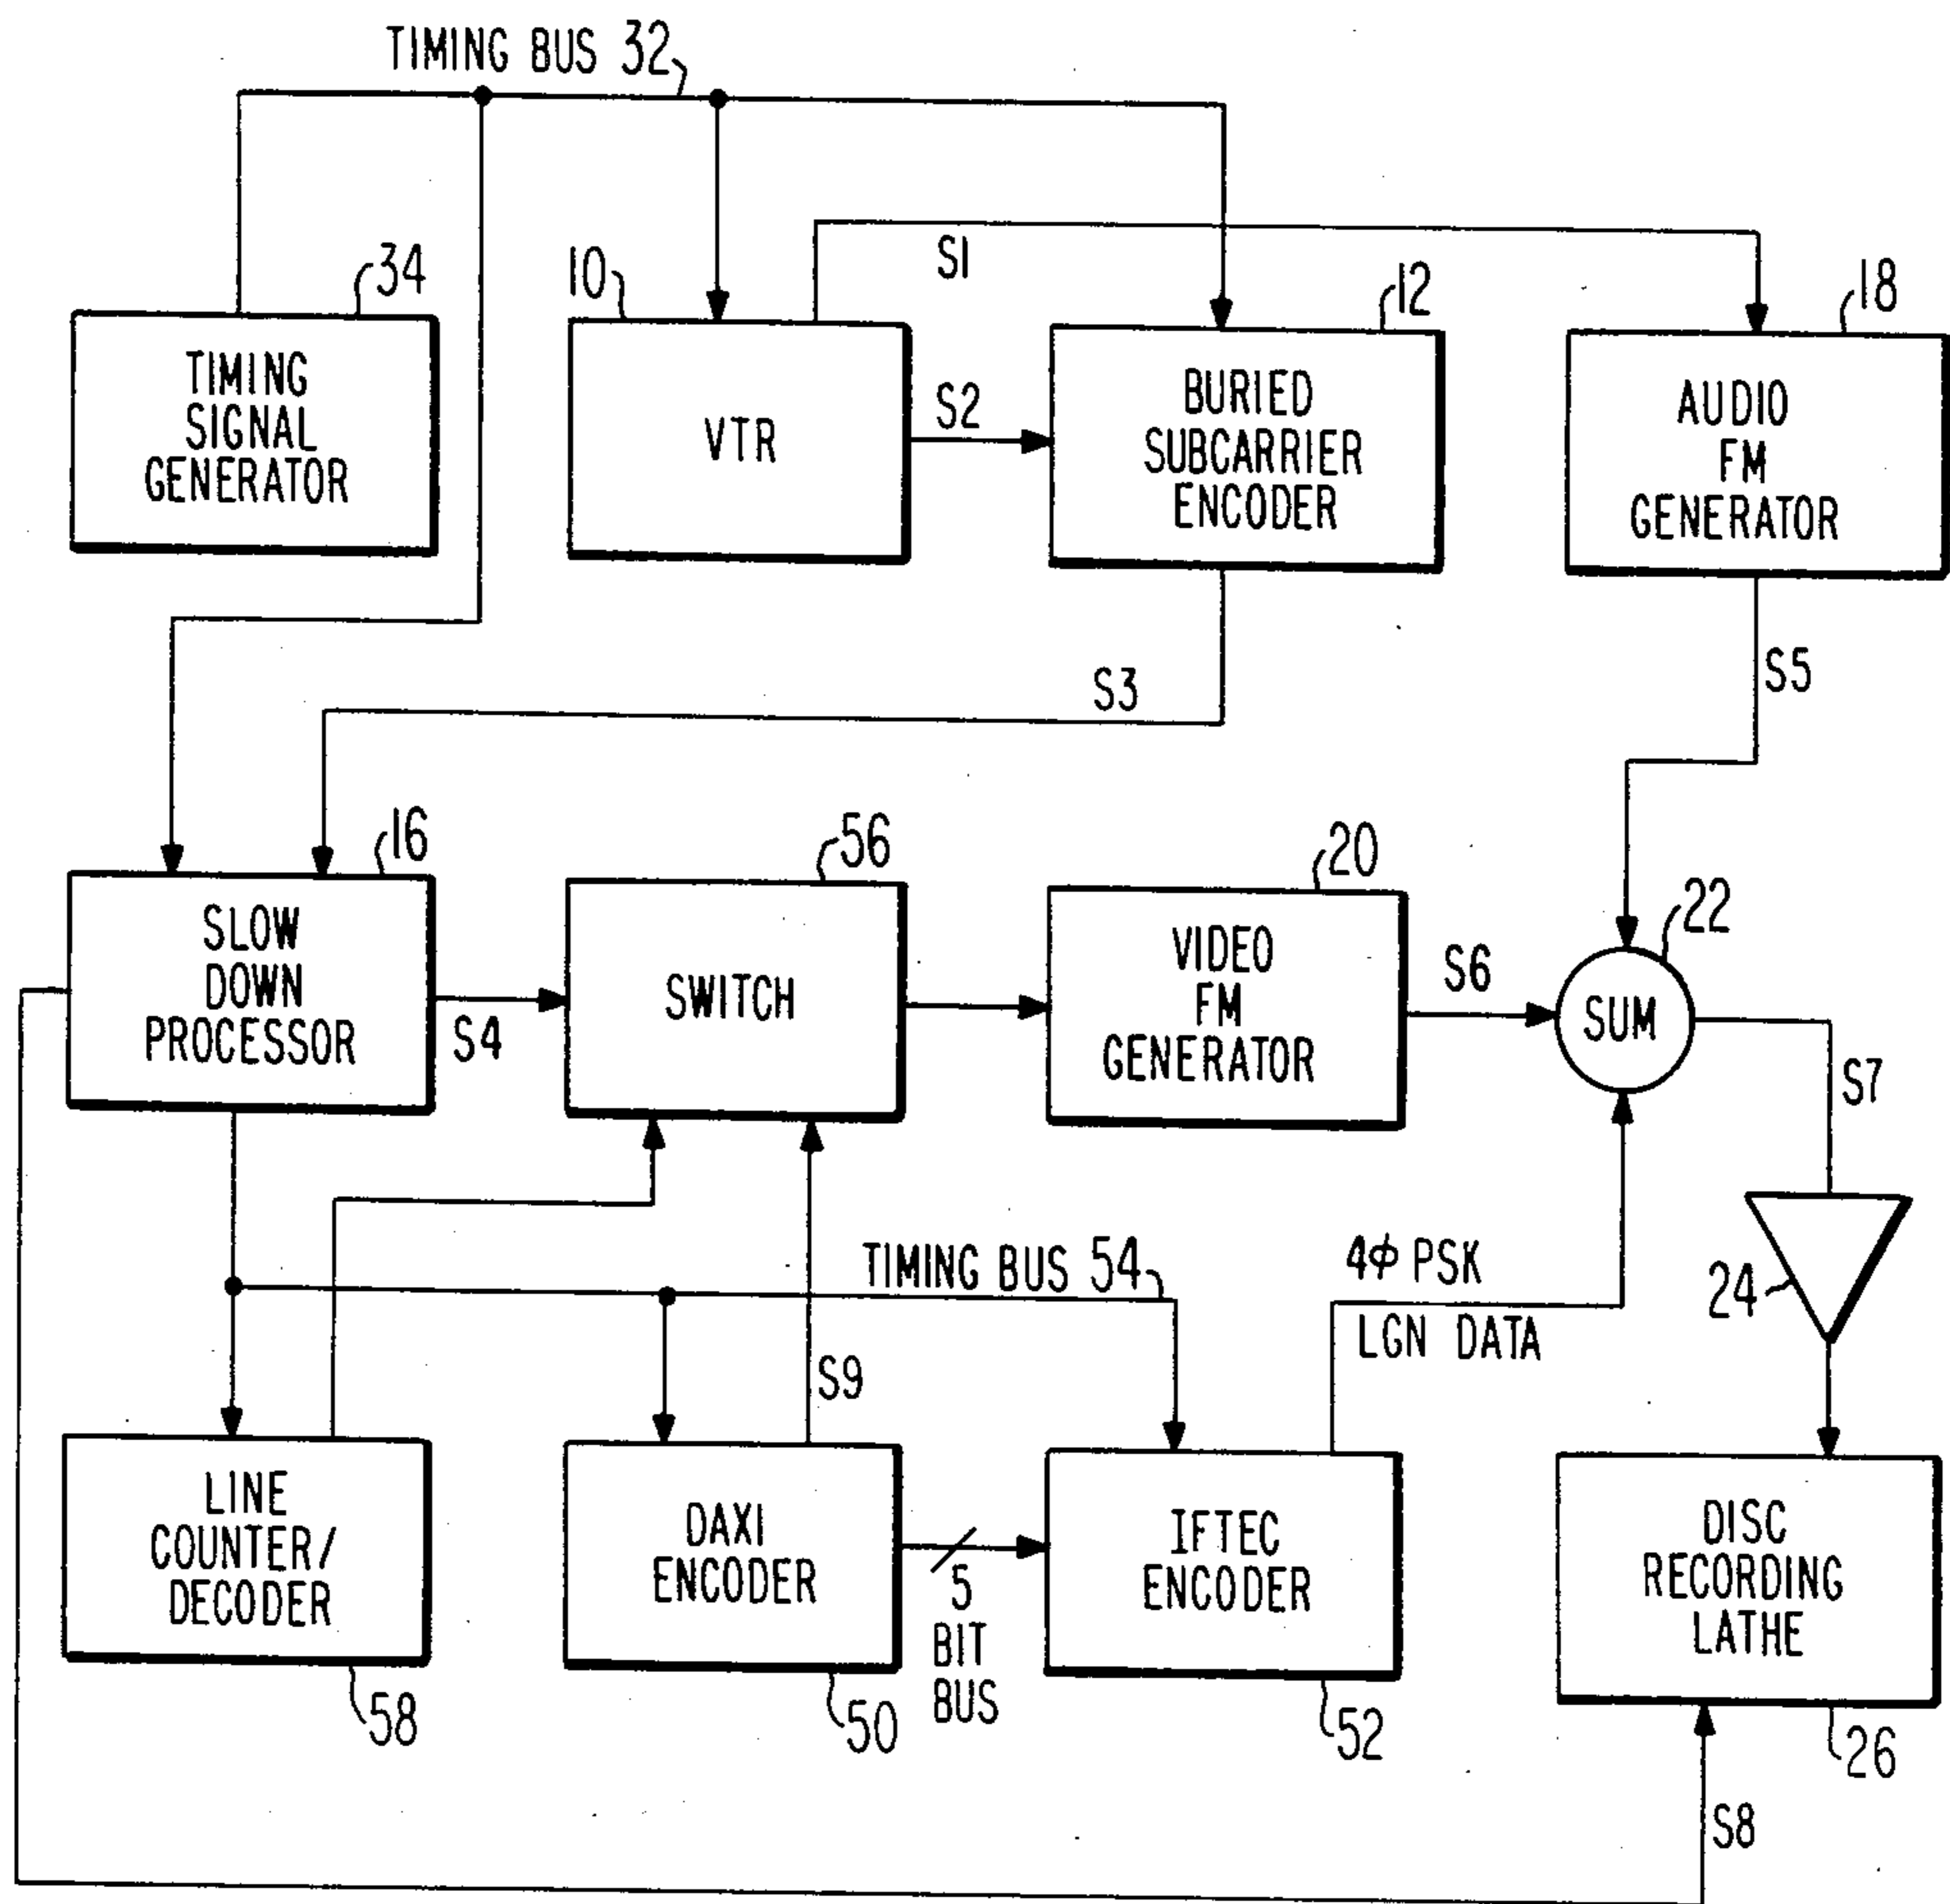 TIMING BUS 32
34
TIMING
SIGNAL
GENERATOR
10
VTR
S1
S2
12
BURIED
SUBCARRIER
ENCODER
18
AUDIO
FM
GENERATOR
S3
S5
16
SLOW
DOWN
PROCESSOR
S4
56
SWITCH
20
VIDEO
FM
GENERATOR
S6
22
SUM
S7
TIMING BUS 54
4Φ PSK
LGN DATA
24
S9
LINE
COUNTER/
DECODER
58
DAXI
ENCODER
50
5
BIT
BUS
IFTEC
ENCODER
52
DISC
RECORDING
LATHE
26
S8